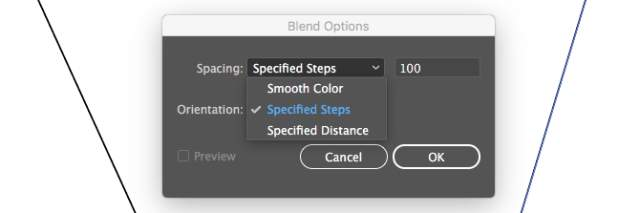 Blend Options
Spacing: Specified Steps 100
Smooth Color
Orientation: Specified Steps
Specified Distance
Preview Cancel OK